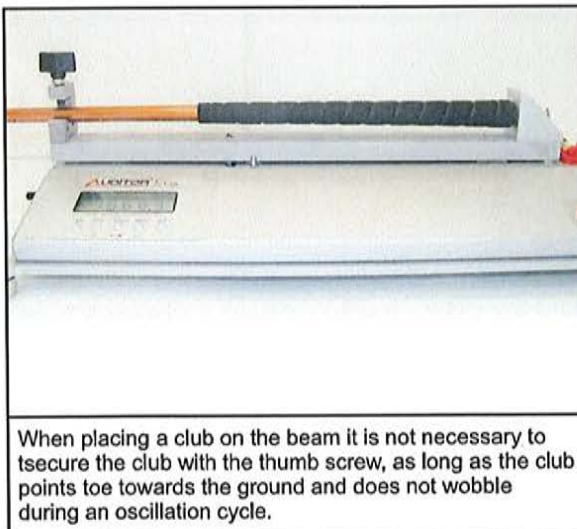 AUDITOR
When placing a club on the beam it is not necessary to
tsecure the club with the thumb screw, as long as the club
points toe towards the ground and does not wobble
during an oscillation cycle.